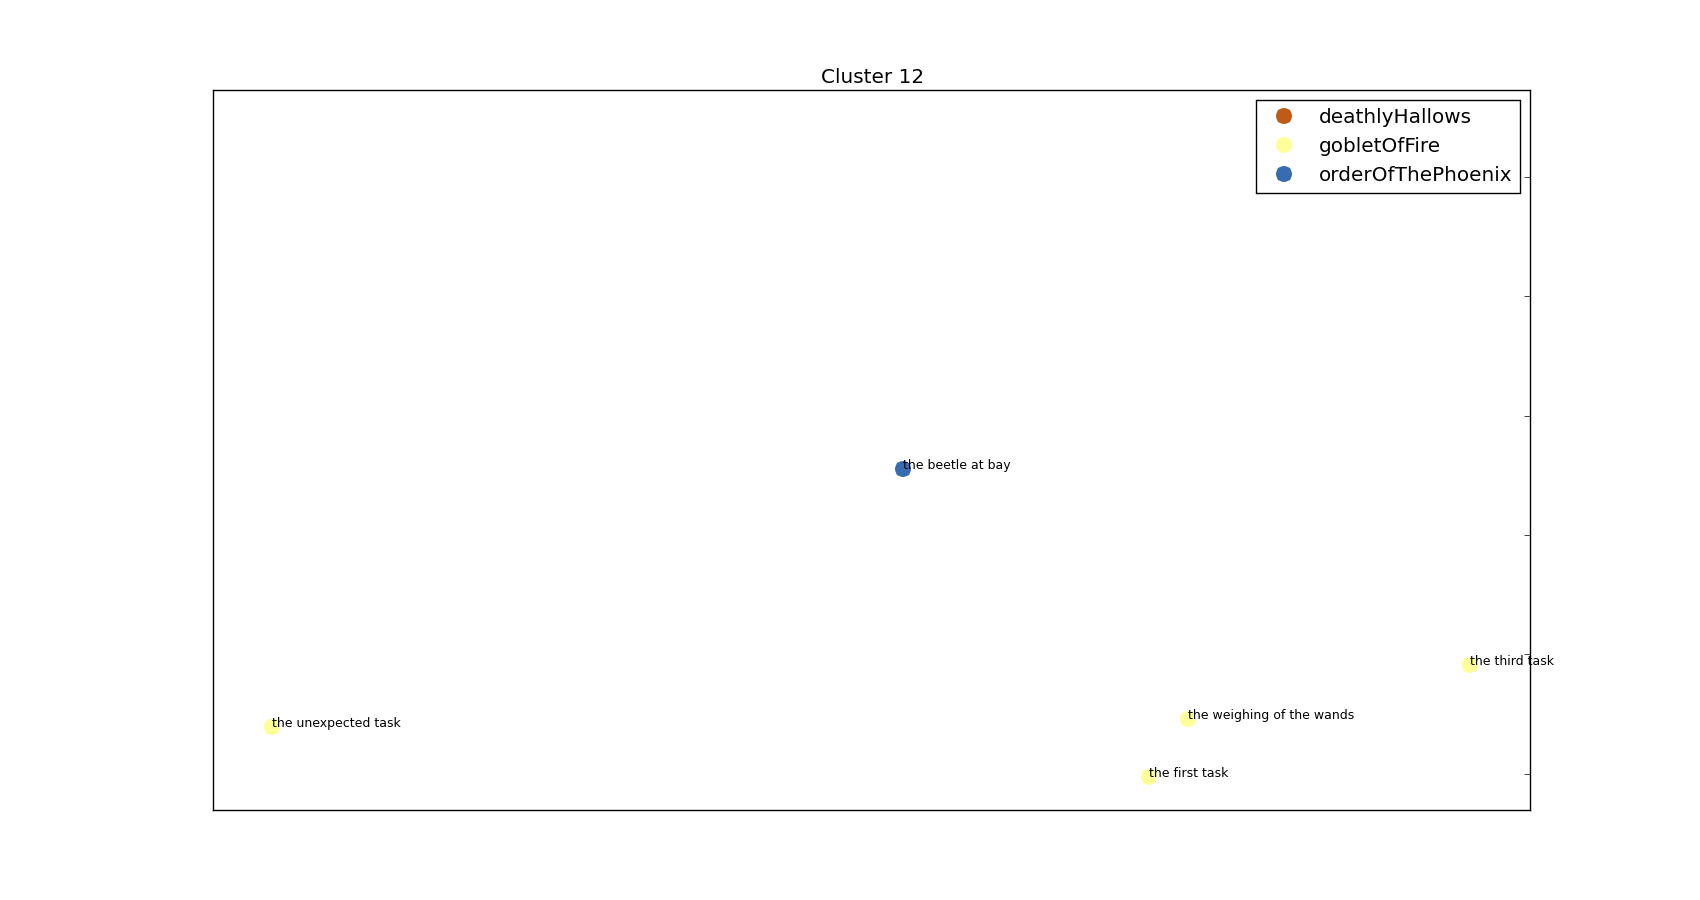 Cluster 12
deathlyHallows
gobletOfFire
orderOfThePhoenix
the beetle at bay
the third task
the weighing of the wands
the unexpected task
the first task